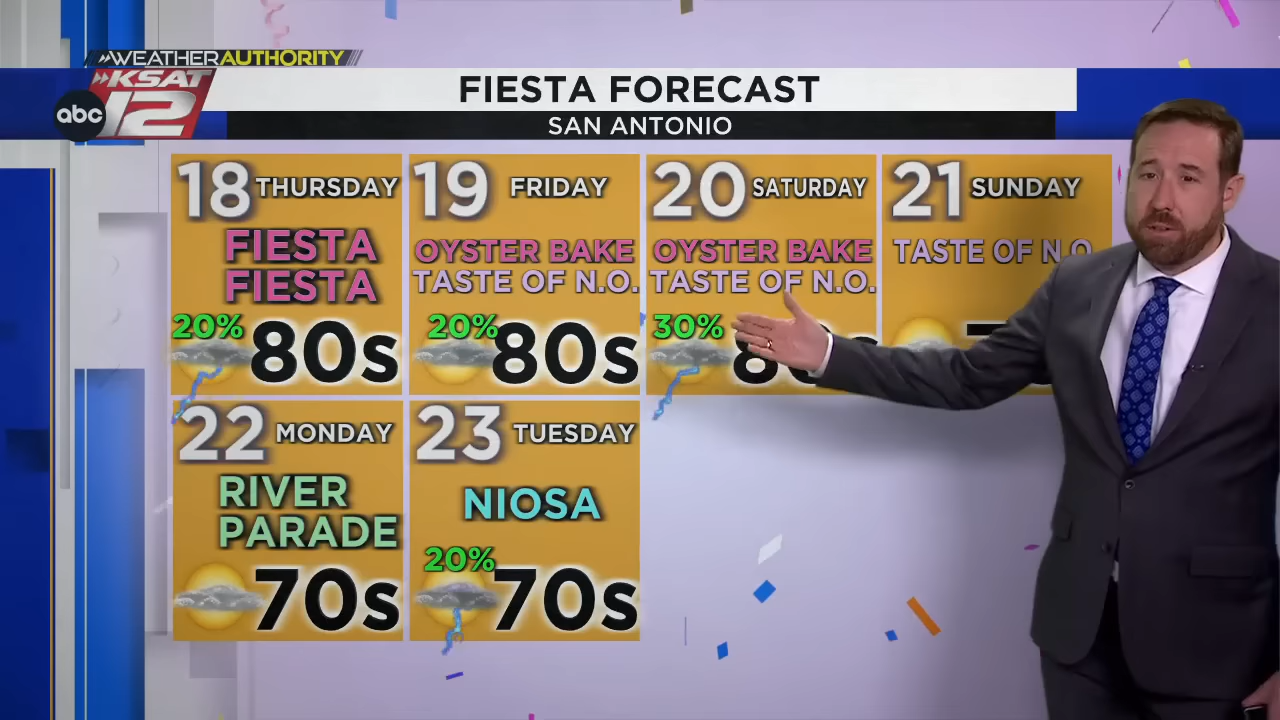 WEATHERAUTHORITY
KSAT
abc 12
FIESTA FORECAST
SAN ANTONIO
18 THURSDAY
FIESTA
FIESTA
20% 80s
19 FRIDAY
OYSTER BAKE
TASTE OF N.O.
20% 80s
20 SATURDAY
OYSTER BAKE
TASTE OF N.O.
30%
21 SUNDAY
TASTE OF N.O.
22 MONDAY
RIVER
PARADE
70s
23 TUESDAY
NIOSA
20%
70s